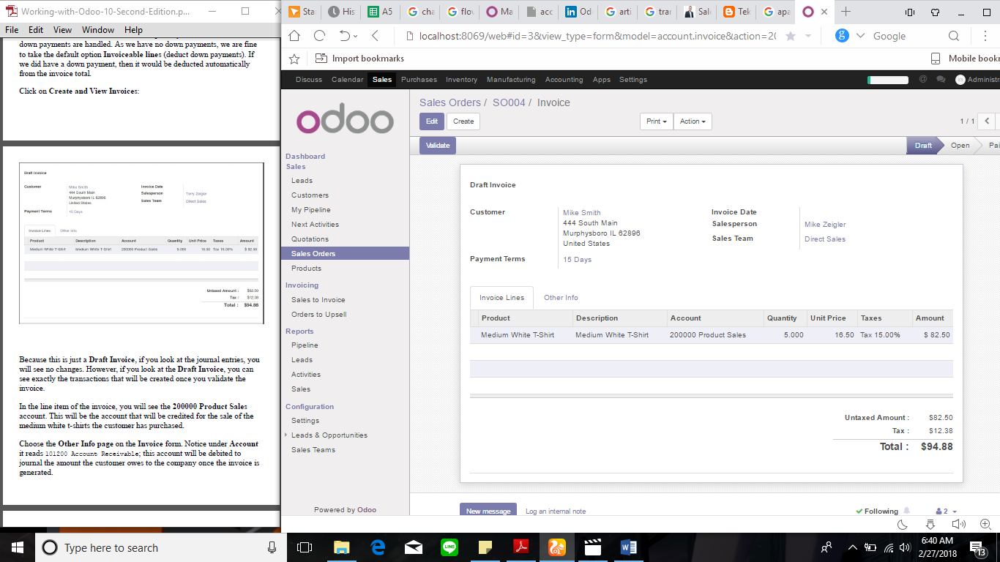 Working-with-Odoo-10-Second-Edition.p...
File Edit View Window Help
down payments are handled. As we have no down payments, we are fine
to take the default option Invoiceable lines (deduct down payments). If
we did have a down payment, then it would be deducted automatically
from the invoice total.
Click on Create and View Invoices:
Draft Invoice
Customer
Mike Smith
444 South Main
Murphysboro IL 62896
United States
Invoice Date
Salesperson
Terry Zeigler
Sales Team
Direct Sales
Payment Terms
15 Days
Invoice Lines Other Info
Product Description Account Quantity Unit Price Taxes Amount
Medium White T-Shirt Medium White T-Shirt 200000 Product Sales 5.000 16.50 Tax 15.00% $ 82.50
Untaxed Amount : $82.50
Tax : $12.38
Total : $94.88
Because this is just a Draft Invoice, if you look at the journal entries, you
will see no changes. However, if you look at the Draft Invoice, you can
see exactly the transactions that will be created once you validate the
invoice.
In the line item of the invoice, you will see the 200000 Product Sales
account. This will be the account that will be credited for the sale of the
medium white t-shirts the customer has purchased.
Choose the Other Info page on the Invoice form. Notice under Account
it reads 101200 Account Receivable; this account will be debited to
journal the amount the customer owes to the company once the invoice is
generated.
Sta His A5 cha flo Ma acc Od arti trar Sal Tek apa
localhost:8069/web#id=3&view_type=form&model=account.invoice&action=20
Google
Import bookmarks
Mobile bookr
Discuss Calendar Sales Purchases Inventory Manufacturing Accounting Apps Settings
@
Administr
odoo
Dashboard
Sales
Leads
Customers
My Pipeline
Next Activities
Quotations
Sales Orders
Products
Invoicing
Sales to Invoice
Orders to Upsell
Reports
Pipeline
Leads
Activities
Sales
Configuration
Settings
Leads & Opportunities
Sales Teams
Powered by Odoo
Sales Orders / SO004 / Invoice
Edit Create
Print Action
1 / 1
Validate
Draft Open Pai
Draft Invoice
Customer
Mike Smith
444 South Main
Murphysboro IL 62896
United States
Invoice Date
Salesperson
Mike Zeigler
Sales Team
Direct Sales
Payment Terms
15 Days
Invoice Lines Other Info
Product Description Account Quantity Unit Price Taxes Amount
Medium White T-Shirt Medium White T-Shirt 200000 Product Sales 5.000 16.50 Tax 15.00% $ 82.50
Untaxed Amount : $82.50
Tax : $12.38
Total : $94.88
New message Log an internal note
Following
2
Type here to search
LINE
6:40 AM
2/27/2018
13